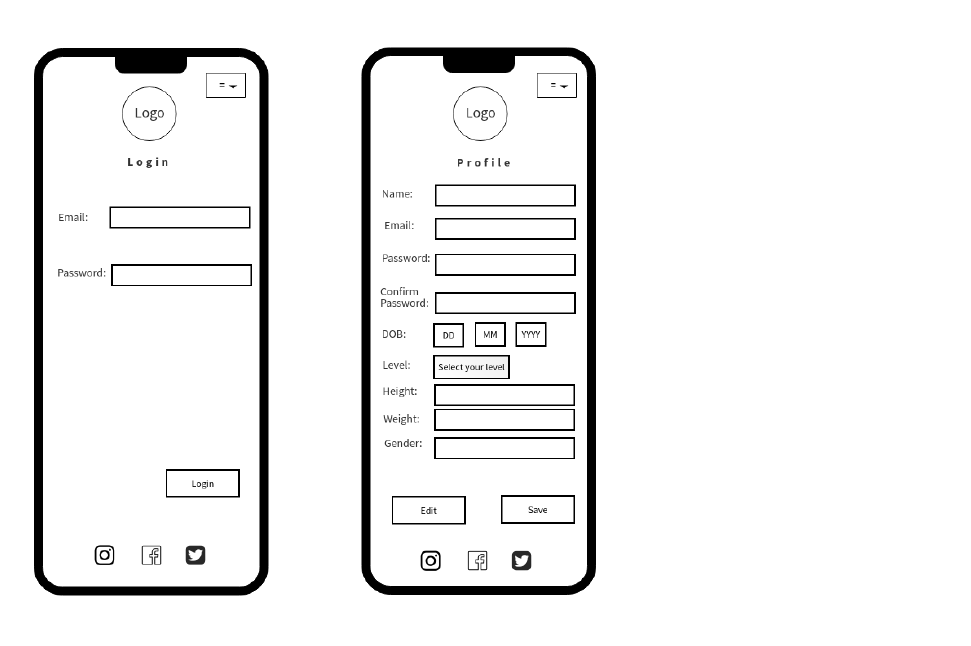 Logo
Login
Email:
Password:
Login
Logo
Profile
Name:
Email:
Password:
Confirm
Password:
DOB:
DD MM YYYY
Level:
Select your level
Height:
Weight:
Gender:
Edit
Save